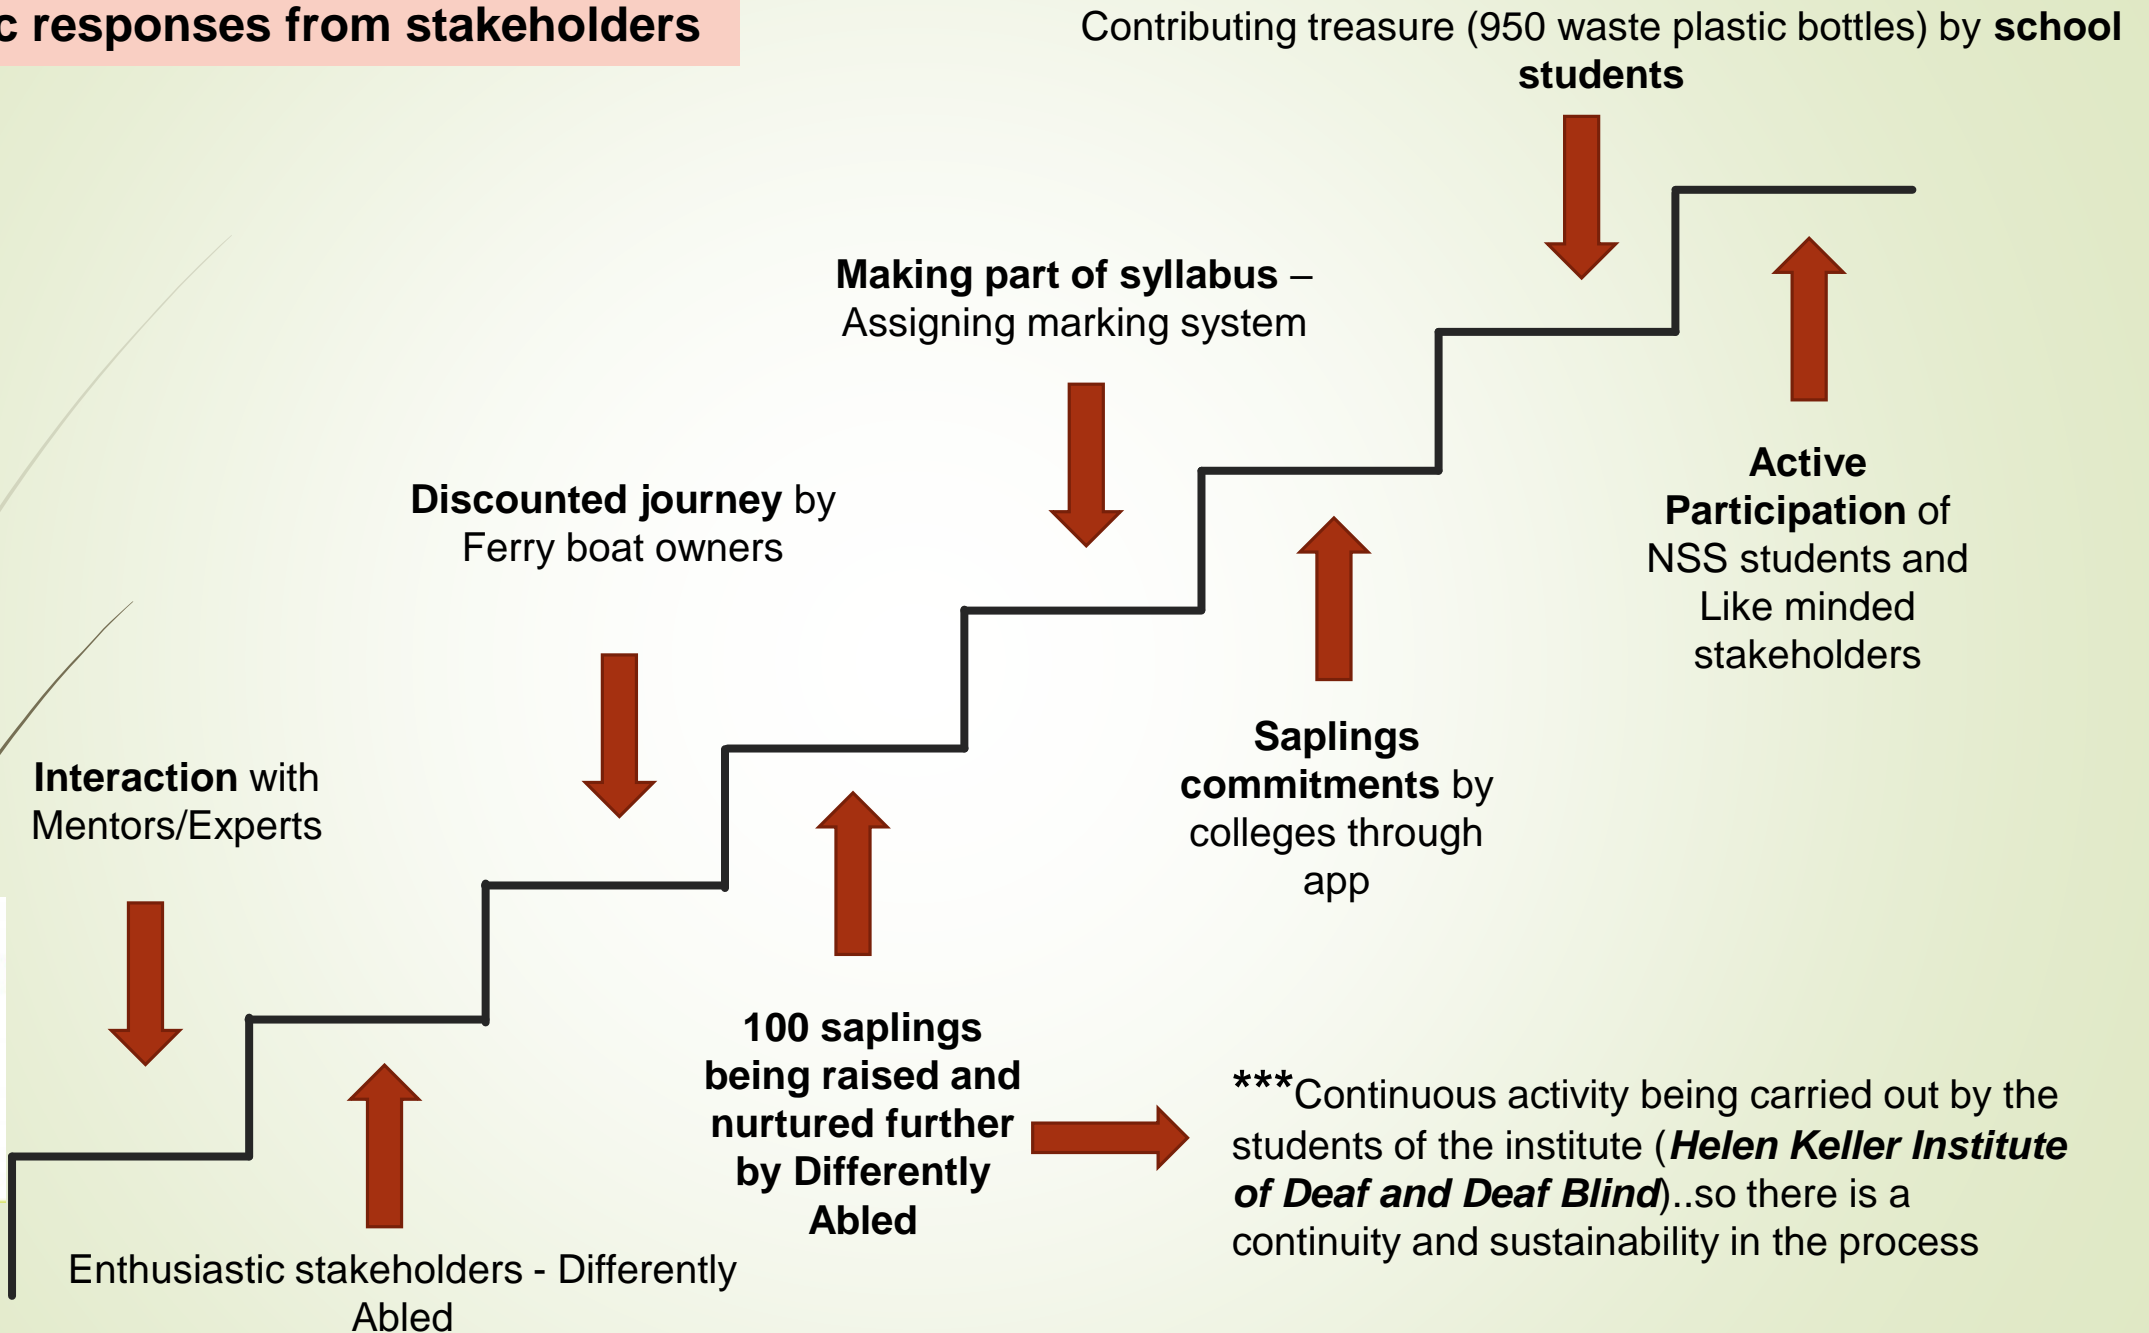 c responses from stakeholders
Contributing treasure (950 waste plastic bottles) by school
students
Making part of syllabus –
Assigning marking system
Discounted journey by
Ferry boat owners
Active
Participation of
NSS students and
Like minded
stakeholders
Interaction with
Mentors/Experts
Saplings
commitments by
colleges through
app
100 saplings
being raised and
nurtured further
by Differently
Abled
***Continuous activity being carried out by the
students of the institute (Helen Keller Institute
of Deaf and Deaf Blind)..so there is a
continuity and sustainability in the process
Enthusiastic stakeholders - Differently
Abled